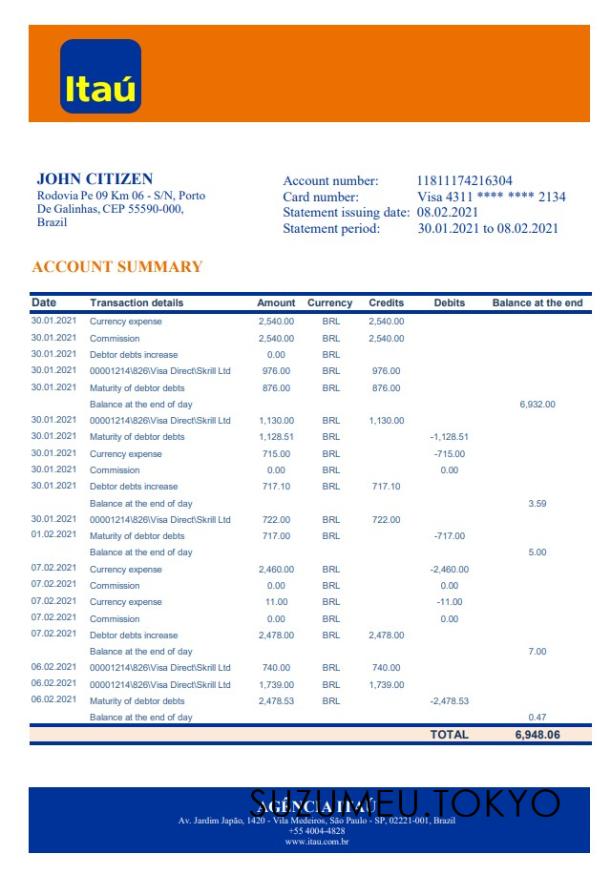 Itaú
JOHN CITIZEN
Rodovia Pe 09 Km 06 - S/N, Porto
De Galinhas, CEP 55590-000,
Brazil
Account number: 11811174216304
Card number: Visa 4311 **** **** 2134
Statement issuing date: 08.02.2021
Statement period: 30.01.2021 to 08.02.2021
ACCOUNT SUMMARY
Date Transaction details Amount Currency Credits Debits Balance at the end
30.01.2021 Currency expense 2,540.00 BRL 2,540.00
30.01.2021 Commission 2,540.00 BRL 2,540.00
30.01.2021 Debtor debts increase 0.00 BRL
30.01.2021 00001214\826\Visa Direct\Skrill Ltd 976.00 BRL 976.00
30.01.2021 Maturity of debtor debts 876.00 BRL 876.00
Balance at the end of day 6,932.00
30.01.2021 00001214\826\Visa Direct\Skrill Ltd 1,130.00 BRL 1,130.00
30.01.2021 Maturity of debtor debts 1,128.51 BRL -1,128.51
30.01.2021 Currency expense 715.00 BRL -715.00
30.01.2021 Commission 0.00 BRL 0.00
30.01.2021 Debtor debts increase 717.10 BRL 717.10
Balance at the end of day 3.59
30.01.2021 00001214\826\Visa Direct\Skrill Ltd 722.00 BRL 722.00
01.02.2021 Maturity of debtor debts 717.00 BRL -717.00
Balance at the end of day 5.00
07.02.2021 Currency expense 2,460.00 BRL -2,460.00
07.02.2021 Commission 0.00 BRL 0.00
07.02.2021 Currency expense 11.00 BRL -11.00
07.02.2021 Commission 0.00 BRL 0.00
07.02.2021 Debtor debts increase 2,478.00 BRL 2,478.00
Balance at the end of day 7.00
06.02.2021 00001214\826\Visa Direct\Skrill Ltd 740.00 BRL 740.00
06.02.2021 00001214\826\Visa Direct\Skrill Ltd 1,739.00 BRL 1,739.00
06.02.2021 Maturity of debtor debts 2,478.53 BRL -2,478.53
Balance at the end of day 0.47
TOTAL 6,948.06
AGÊNCIA ITAÚ
SUZUMEU.TOKYO
Av. Jardim Japão, 1420 - Vila Medeiros, São Paulo - SP, 02221-001, Brazil
+55 4004-4828
www.itau.com.br